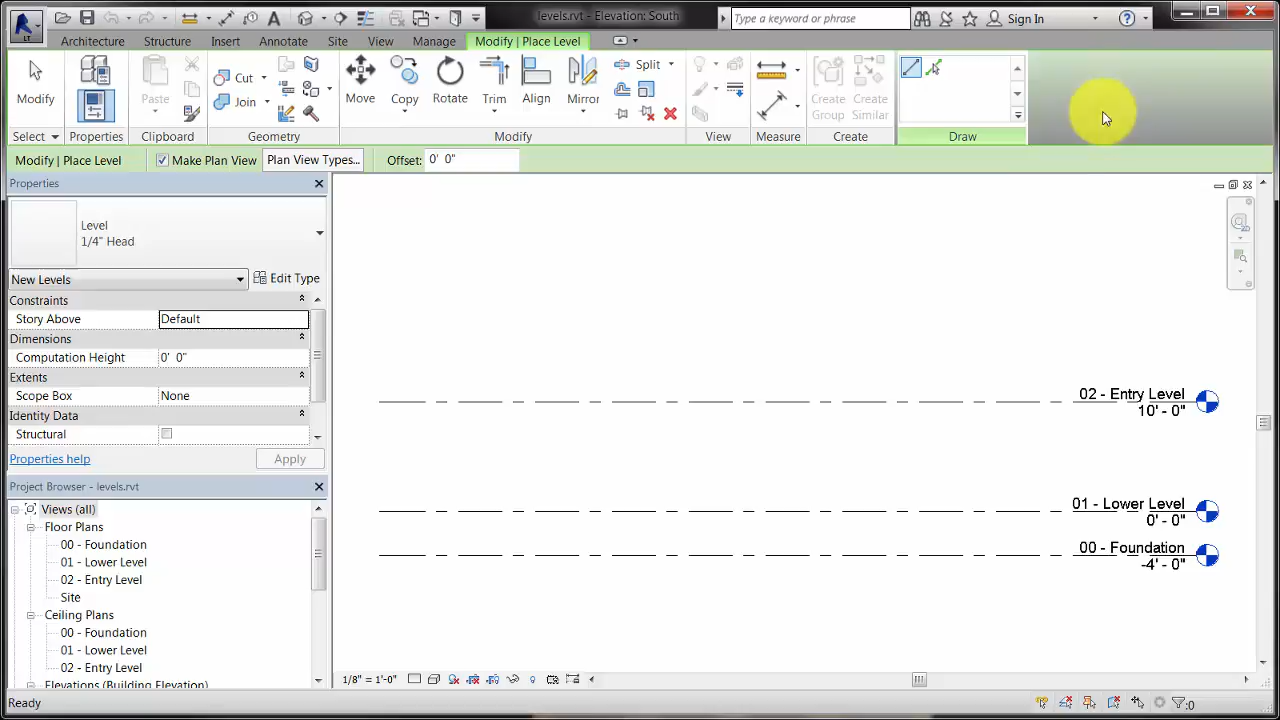 levels.rvt - Elevation: South
Type a keyword or phrase
Sign In
LT
Architecture Structure Insert Annotate Site View Manage Modify | Place Level
Modify Paste Cut Join Move Copy Rotate Trim Align Mirror Split Create Group Create Similar
Select Properties Clipboard Geometry Modify View Measure Create Draw
Modify | Place Level Make Plan View Plan View Types... Offset: 0' 0"
Properties
Level
1/4" Head
New Levels Edit Type
Constraints
Story Above Default
Dimensions
Computation Height 0' 0"
Extents
Scope Box None
Identity Data
Structural
Properties help Apply
Project Browser - levels.rvt
Views (all)
Floor Plans
00 - Foundation
01 - Lower Level
02 - Entry Level
Site
Ceiling Plans
00 - Foundation
01 - Lower Level
02 - Entry Level
Elevations (Building Elevation)
02 - Entry Level
10' - 0"
01 - Lower Level
0' - 0"
00 - Foundation
-4' - 0"
1/8" = 1'-0"
Ready
:0